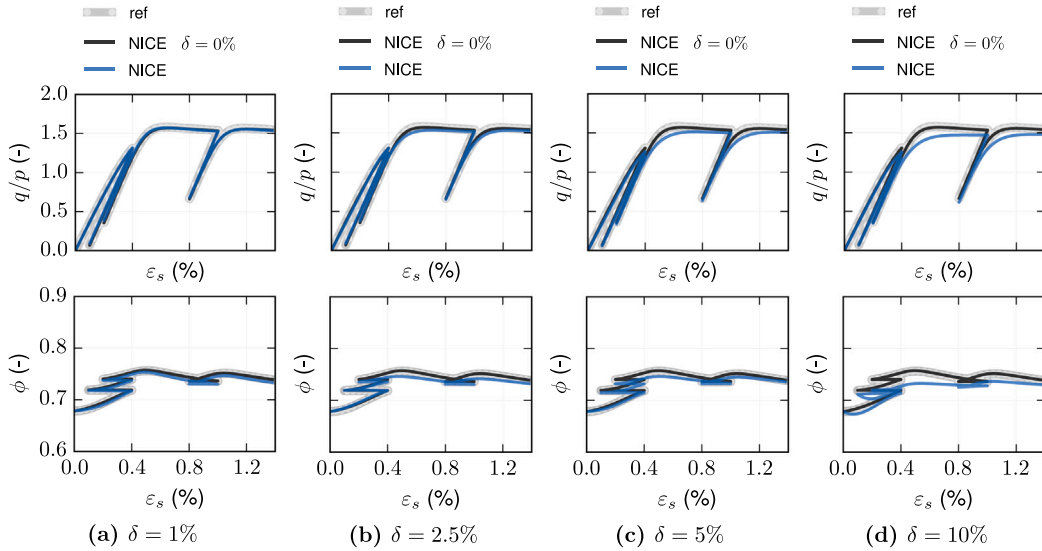 ref
NICE δ = 0%
NICE
ref
NICE δ = 0%
NICE
ref
NICE δ = 0%
NICE
ref
NICE δ = 0%
NICE
2.0
1.5
1.0
0.5
0.0
q/p (-)
q/p (-)
q/p (-)
q/p (-)
ε_s (%)
ε_s (%)
ε_s (%)
ε_s (%)
0.9
0.8
0.7
0.6
ϕ (-)
ϕ (-)
ϕ (-)
ϕ (-)
0.0 0.4 0.8 1.2
0.0 0.4 0.8 1.2
0.0 0.4 0.8 1.2
0.0 0.4 0.8 1.2
ε_s (%)
ε_s (%)
ε_s (%)
ε_s (%)
(a) δ = 1%
(b) δ = 2.5%
(c) δ = 5%
(d) δ = 10%